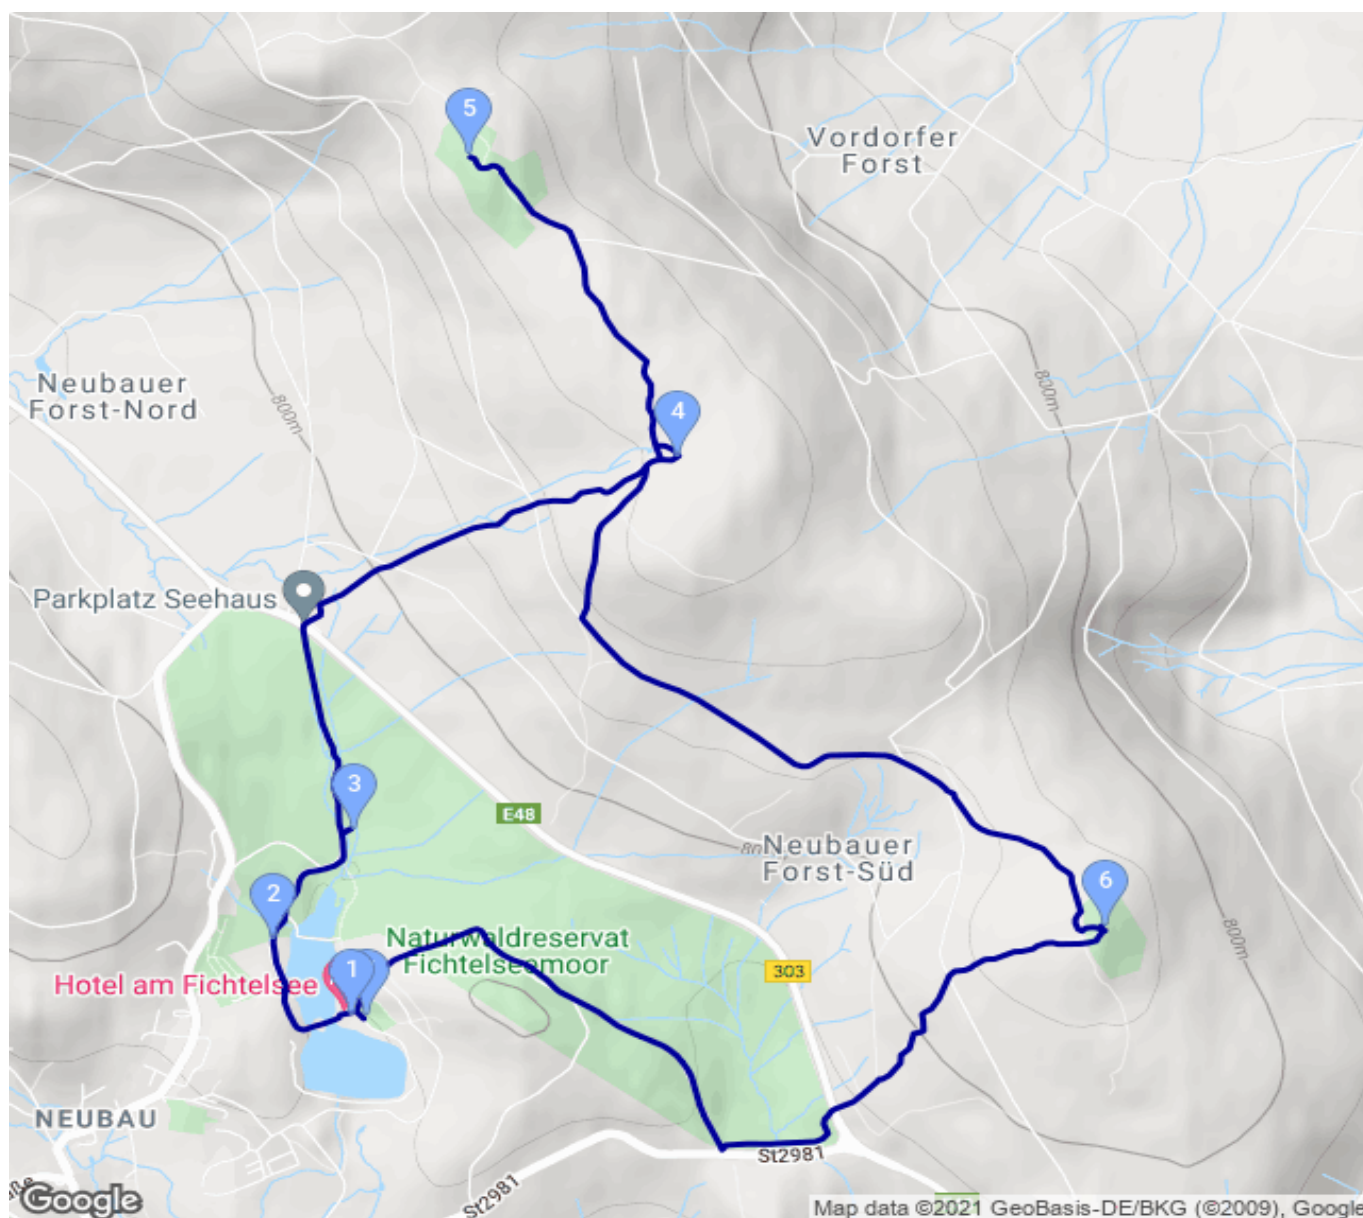 5
Vordorfer
Forst
Neubauer
Forst-Nord
800m
800m
4
Parkplatz Seehaus
3
E48
Neubauer
Forst-Süd
6
2
800m
Naturwaldreservat
Fichtelseemoor
1
303
Hotel am Fichtelsee
NEUBAU
St2981
St2981
Google
Map data ©2021 GeoBasis-DE/BKG (©2009), Google